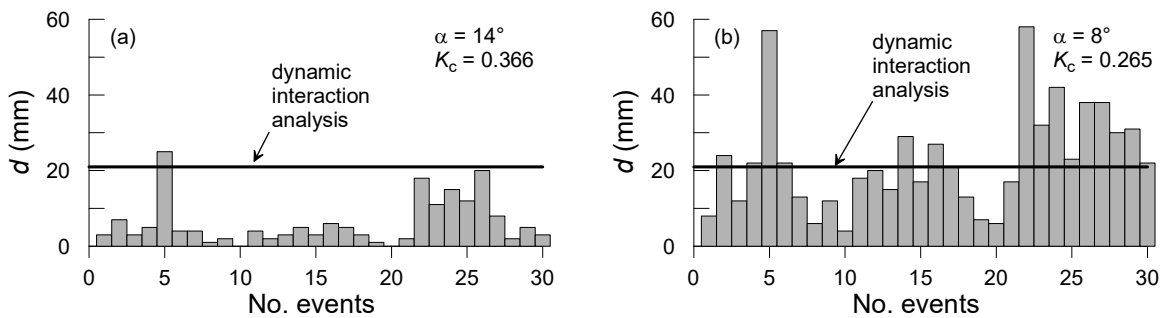 60
40
20
0
d (mm)
(a)
α = 14°
Kc = 0.366
dynamic
interaction
analysis
0
5
10
15
20
25
30
No. events
60
40
20
0
d (mm)
(b)
α = 8°
Kc = 0.265
dynamic
interaction
analysis
0
5
10
15
20
25
30
No. events